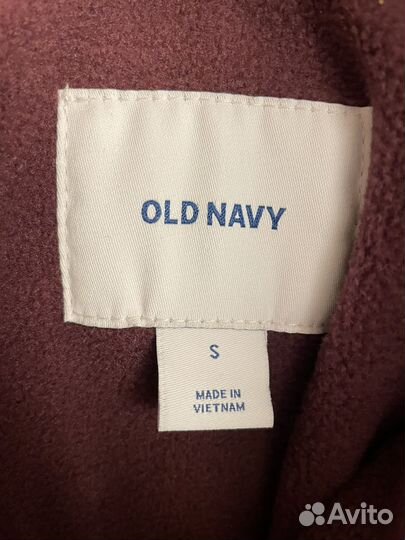 OLD NAVY
S
MADE IN
VIETNAM
Avito